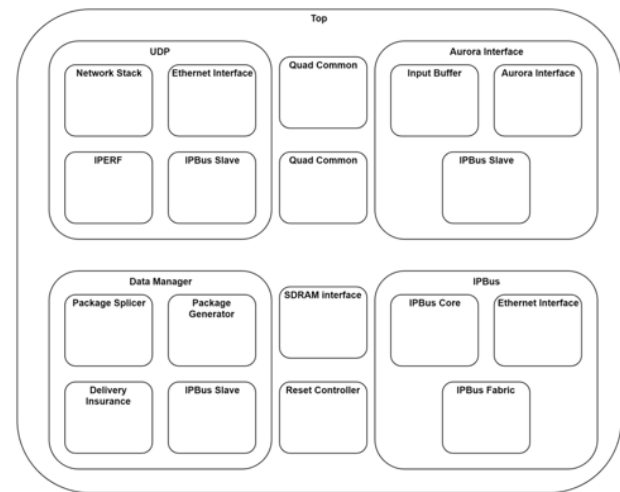 Top
UDP
Network Stack
Ethernet Interface
IPERF
IPBus Slave
Quad Common
Quad Common
Aurora Interface
Input Buffer
Aurora Interface
IPBus Slave
Data Manager
Package Splicer
Package
Generator
Delivery
Insurance
IPBus Slave
SDRAM interface
Reset Controller
IPBus
IPBus Core
Ethernet Interface
IPBus Fabric